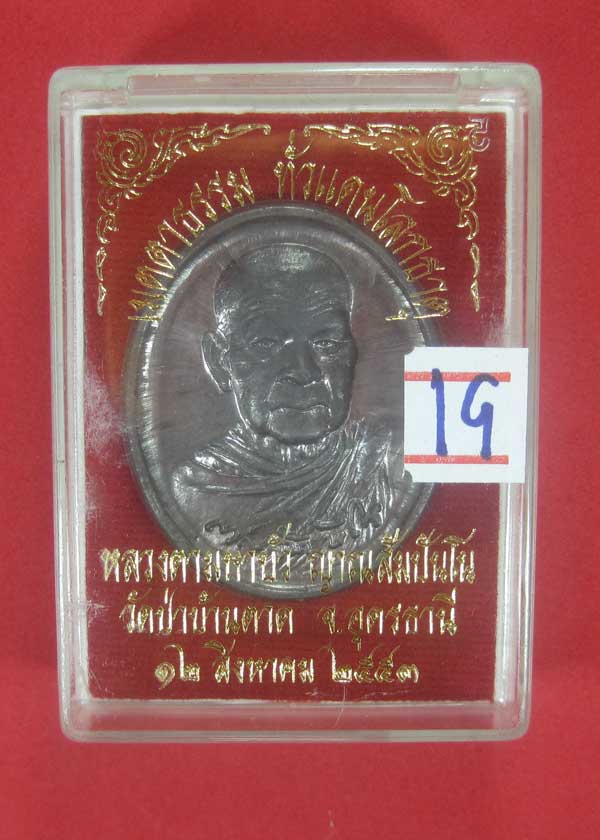 เมตตาธรรม ทั่วแดนโลกธาตุ
19
หลวงตามหาบัว ญาณสัมปันโน
วัดป่าบ้านตาด จ.อุดรธานี
๑๒ สิงหาคม ๒๕๕๓